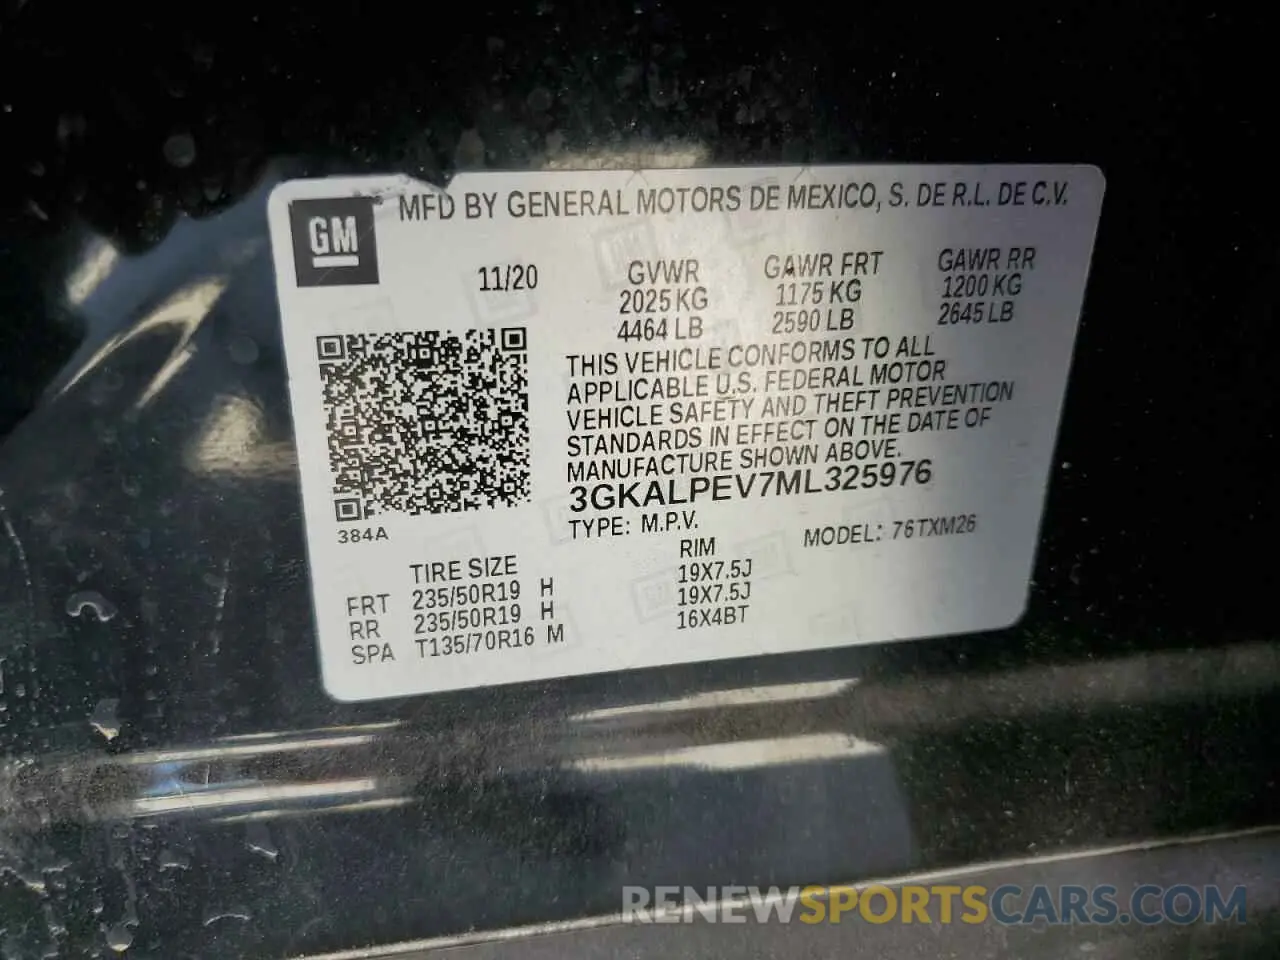 GM
MFD BY GENERAL MOTORS DE MEXICO, S. DE R.L. DE C.V.
11/20 GVWR GAWR FRT GAWR RR
2025 KG 1175 KG 1200 KG
4464 LB 2590 LB 2645 LB
THIS VEHICLE CONFORMS TO ALL
APPLICABLE U.S. FEDERAL MOTOR
VEHICLE SAFETY AND THEFT PREVENTION
STANDARDS IN EFFECT ON THE DATE OF
MANUFACTURE SHOWN ABOVE.
3GKALPEV7ML325976
384A
TYPE: M.P.V. MODEL: 76TXM26
TIRE SIZE RIM
FRT 235/50R19 H 19X7.5J
RR 235/50R19 H 19X7.5J
SPA T135/70R16 M 16X4BT
RENEWSPORTSCARS.COM